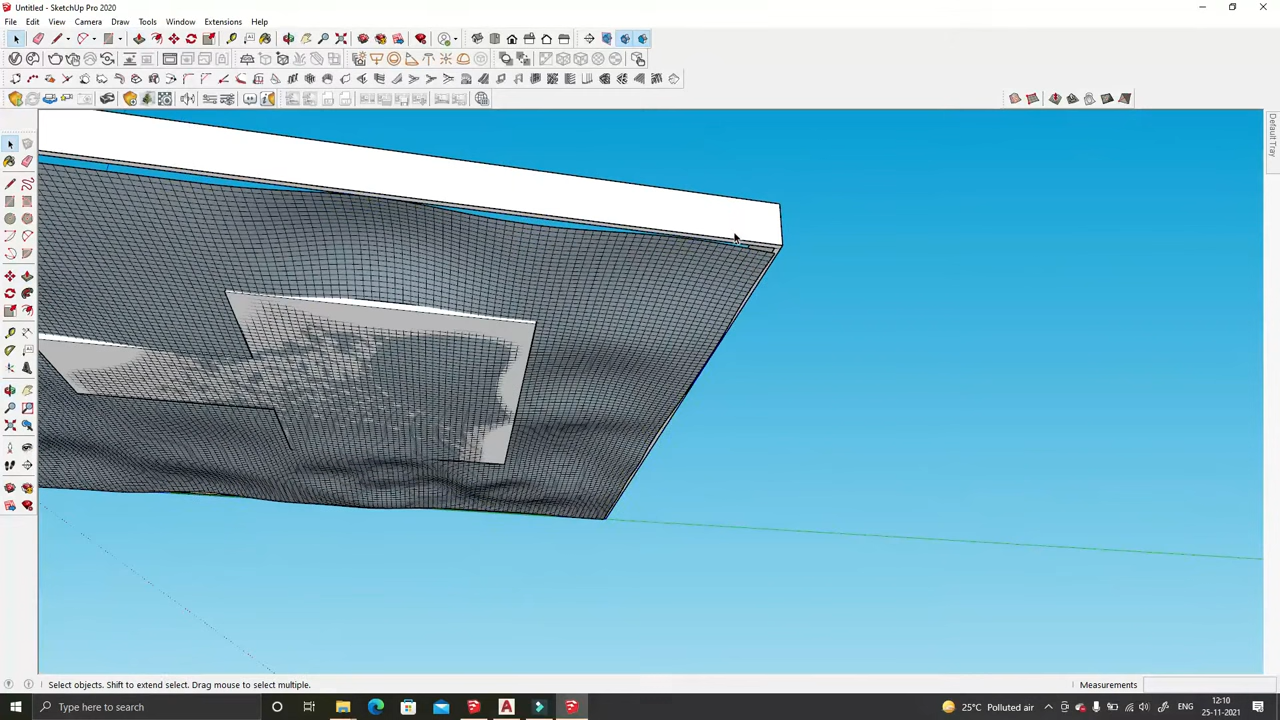 Untitled - SketchUp Pro 2020
File Edit View Camera Draw Tools Window Extensions Help
Default Tray
Select objects. Shift to extend select. Drag mouse to select multiple.
Measurements
Type here to search
25°C Polluted air
ENG
12:10
25-11-2021